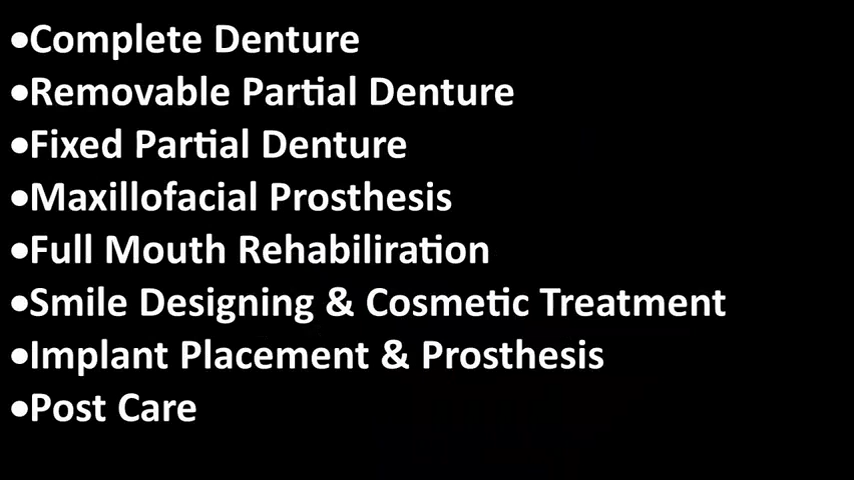 •Complete Denture
•Removable Partial Denture
•Fixed Partial Denture
•Maxillofacial Prosthesis
•Full Mouth Rehabiliration
•Smile Designing & Cosmetic Treatment
•Implant Placement & Prosthesis
•Post Care